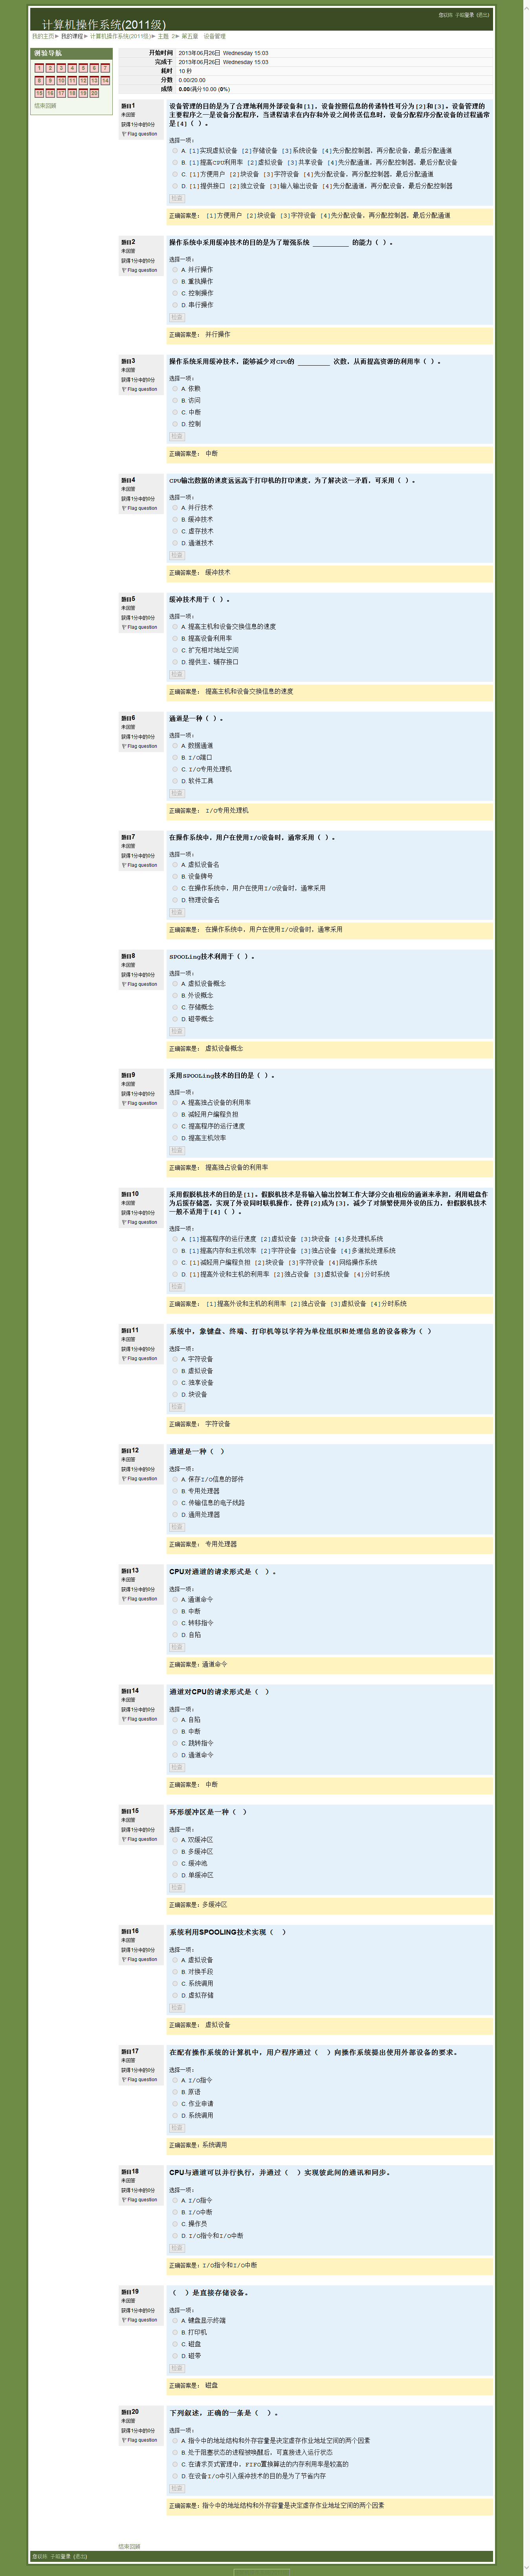 计算机操作系统(2011级)
我的主页 ▶ 我的课程 ▶ 计算机操作系统(2011级) ▶ 主题 2 ▶ 第五章 设备管理
测验导航
1 2 3 4 5 6 7
8 9 10 11 12 13 14
15 16 17 18 19 20
结束回顾
开始时间 2013年06月26日 Wednesday 15:03
完成于 2013年06月26日 Wednesday 15:03
耗时 10 秒
分数 0.00/20.00
成绩 0.00/满分10.00 (0%)
题目1
未回答
获得1分中的0分
Flag question
设备管理的目的是为了合理地利用外部设备和[1]，设备按照信息的传递特性可分为[2]和[3]。设备管理的
主要程序之一是设备分配程序，当进程请求在内存和外设之间传送信息时，设备分配程序分配设备的过程通常
是[4]（ ）。
选择一项：
A. [1]实现虚拟设备 [2]存储设备 [3]系统设备 [4]先分配控制器，再分配设备，最后分配通道
B. [1]提高CPU利用率 [2]虚拟设备 [3]共享设备 [4]先分配通道，再分配控制器，最后分配设备
C. [1]方便用户 [2]块设备 [3]字符设备 [4]先分配设备，再分配控制器，最后分配通道
D. [1]提供接口 [2]独立设备 [3]输入输出设备 [4]先分配通道，再分配设备，最后分配控制器
检查
正确答案是： [1]方便用户 [2]块设备 [3]字符设备 [4]先分配设备，再分配控制器，最后分配通道
题目2
未回答
获得1分中的0分
Flag question
操作系统中采用缓冲技术的目的是为了增强系统 ________ 的能力（ ）。
选择一项：
A. 并行操作
B. 重执操作
C. 控制操作
D. 串行操作
检查
正确答案是： 并行操作
题目3
未回答
获得1分中的0分
Flag question
操作系统采用缓冲技术，能够减少对CPU的 ________ 次数，从而提高资源的利用率（ ）。
选择一项：
A. 依赖
B. 访问
C. 中断
D. 控制
检查
正确答案是： 中断
题目4
未回答
获得1分中的0分
Flag question
CPU输出数据的速度远远高于打印机的打印速度，为了解决这一矛盾，可采用（ ）。
选择一项：
A. 并行技术
B. 缓冲技术
C. 虚存技术
D. 通道技术
检查
正确答案是： 缓冲技术
题目5
未回答
获得1分中的0分
Flag question
缓冲技术用于（ ）。
选择一项：
A. 提高主机和设备交换信息的速度
B. 提高设备利用率
C. 扩充相对地址空间
D. 提供主、辅存接口
检查
正确答案是： 提高主机和设备交换信息的速度
题目6
未回答
获得1分中的0分
Flag question
通道是一种（ ）。
选择一项：
A. 数据通道
B. I/O端口
C. I/O专用处理机
D. 软件工具
检查
正确答案是： I/O专用处理机
题目7
未回答
获得1分中的0分
Flag question
在操作系统中，用户在使用I/O设备时，通常采用（ ）。
选择一项：
A. 虚拟设备名
B. 设备牌号
C. 在操作系统中，用户在使用I/O设备时，通常采用
D. 物理设备名
检查
正确答案是： 在操作系统中，用户在使用I/O设备时，通常采用
题目8
未回答
获得1分中的0分
Flag question
SPOOLing技术利用于（ ）。
选择一项：
A. 虚拟设备概念
B. 外设概念
C. 存储概念
D. 磁带概念
检查
正确答案是： 虚拟设备概念
题目9
未回答
获得1分中的0分
Flag question
采用SPOOLing技术的目的是（ ）。
选择一项：
A. 提高独占设备的利用率
B. 减轻用户编程负担
C. 提高程序的运行速度
D. 提高主机效率
检查
正确答案是： 提高独占设备的利用率
题目10
未回答
获得1分中的0分
Flag question
采用假脱机技术的目的是[1]。假脱机技术是将输入输出控制工作大部分交由相应的通道来承担，利用磁盘作
为后援存储器，实现了外设同时联机操作，使得[2]成为[3]，减少了对频繁使用外设的压力，但假脱机技术
一般不适用于[4]（ ）。
选择一项：
A. [1]提高程序的运行速度 [2]虚拟设备 [3]块设备 [4]多处理机系统
B. [1]提高内存和主机效率 [2]字符设备 [3]独占设备 [4]多道批处理系统
C. [1]减轻用户编程负担 [2]块设备 [3]字符设备 [4]网络操作系统
D. [1]提高外设和主机的利用率 [2]独占设备 [3]虚拟设备 [4]分时系统
检查
正确答案是： [1]提高外设和主机的利用率 [2]独占设备 [3]虚拟设备 [4]分时系统
题目11
未回答
获得1分中的0分
Flag question
系统中，象键盘、终端、打印机等以字符为单位组织和处理信息的设备称为（ ）
选择一项：
A. 字符设备
B. 虚拟设备
C. 独享设备
D. 块设备
检查
正确答案是： 字符设备
题目12
未回答
获得1分中的0分
Flag question
通道是一种（ ）
选择一项：
A. 保存I/O信息的部件
B. 专用处理器
C. 传输信息的电子线路
D. 通用处理器
检查
正确答案是： 专用处理器
题目13
未回答
获得1分中的0分
Flag question
CPU对通道的请求形式是（ ）。
选择一项：
A. 通道命令
B. 中断
C. 转移指令
D. 自陷
检查
正确答案是：通道命令
题目14
未回答
获得1分中的0分
Flag question
通道对CPU的请求形式是（ ）
选择一项：
A. 自陷
B. 中断
C. 跳转指令
D. 通道命令
检查
正确答案是： 中断
题目15
未回答
获得1分中的0分
Flag question
环形缓冲区是一种（ ）
选择一项：
A. 双缓冲区
B. 多缓冲区
C. 缓冲池
D. 单缓冲区
检查
正确答案是：多缓冲区
题目16
未回答
获得1分中的0分
Flag question
系统利用SPOOLING技术实现（ ）
选择一项：
A. 虚拟设备
B. 对换手段
C. 系统调用
D. 虚拟存储
检查
正确答案是： 虚拟设备
题目17
未回答
获得1分中的0分
Flag question
在配有操作系统的计算机中，用户程序通过（ ）向操作系统提出使用外部设备的要求。
选择一项：
A. I/O指令
B. 原语
C. 作业申请
D. 系统调用
检查
正确答案是：系统调用
题目18
未回答
获得1分中的0分
Flag question
CPU与通道可以并行执行，并通过（ ）实现彼此间的通讯和同步。
选择一项：
A. I/O指令
B. I/O中断
C. 操作员
D. I/O指令和I/O中断
检查
正确答案是：I/O指令和I/O中断
题目19
未回答
获得1分中的0分
Flag question
（ ）是直接存储设备。
选择一项：
A. 键盘显示终端
B. 打印机
C. 磁盘
D. 磁带
检查
正确答案是： 磁盘
题目20
未回答
获得1分中的0分
Flag question
下列叙述，正确的一条是（ ）。
选择一项：
A. 指令中的地址结构和外存容量是决定虚存作业地址空间的两个因素
B. 处于阻塞状态的进程被唤醒后，可直接进入运行状态
C. 在请求页式管理中，FIFO置换算法的内存利用率是较高的
D. 在设备I/O中引入缓冲技术的目的是为了节省内存
检查
正确答案是：指令中的地址结构和外存容量是决定虚存作业地址空间的两个因素
结束回顾